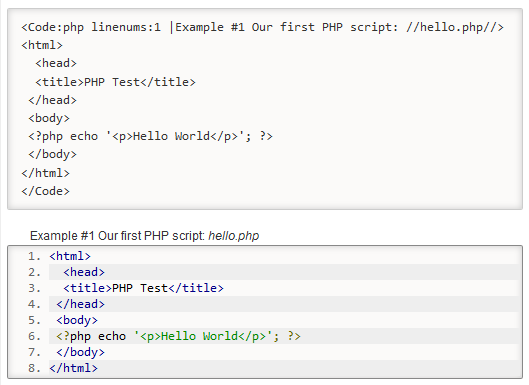 <Code:php linenums:1 |Example #1 Our first PHP script: //hello.php//>
<html>
  <head>
  <title>PHP Test</title>
 </head>
 <body>
 <?php echo '<p>Hello World</p>'; ?>
 </body>
</html>
</Code>
Example #1 Our first PHP script: hello.php
1. <html>
2.   <head>
3.   <title>PHP Test</title>
4.  </head>
5.  <body>
6.  <?php echo '<p>Hello World</p>'; ?>
7.  </body>
8. </html>